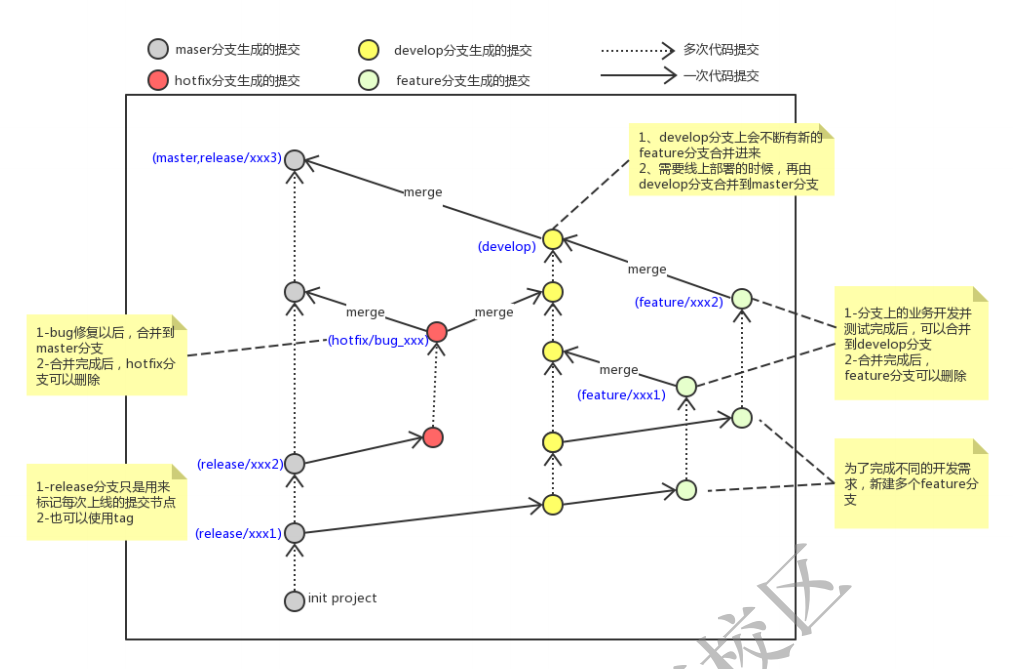 maser分支生成的提交
develop分支生成的提交
多次代码提交
hotfix分支生成的提交
feature分支生成的提交
一次代码提交
1、develop分支上会不断有新的
feature分支合并进来
2、需要线上部署的时候，再由
develop分支合并到master分支
(master,release/xxx3)
merge
(develop)
merge
(feature/xxx2)
1-分支上的业务开发并
测试完成后，可以合并
到develop分支
2-合并完成后，
feature分支可以删除
1-bug修复以后，合并到
master分支
2-合并完成后，hotfix分
支可以删除
merge
merge
(hotfix/bug_xxx)
merge
(feature/xxx1)
为了完成不同的开发需
求，新建多个feature分
支
(release/xxx2)
1-release分支只是用来
标记每次上线的提交节点
2-也可以使用tag
(release/xxx1)
init project
校区